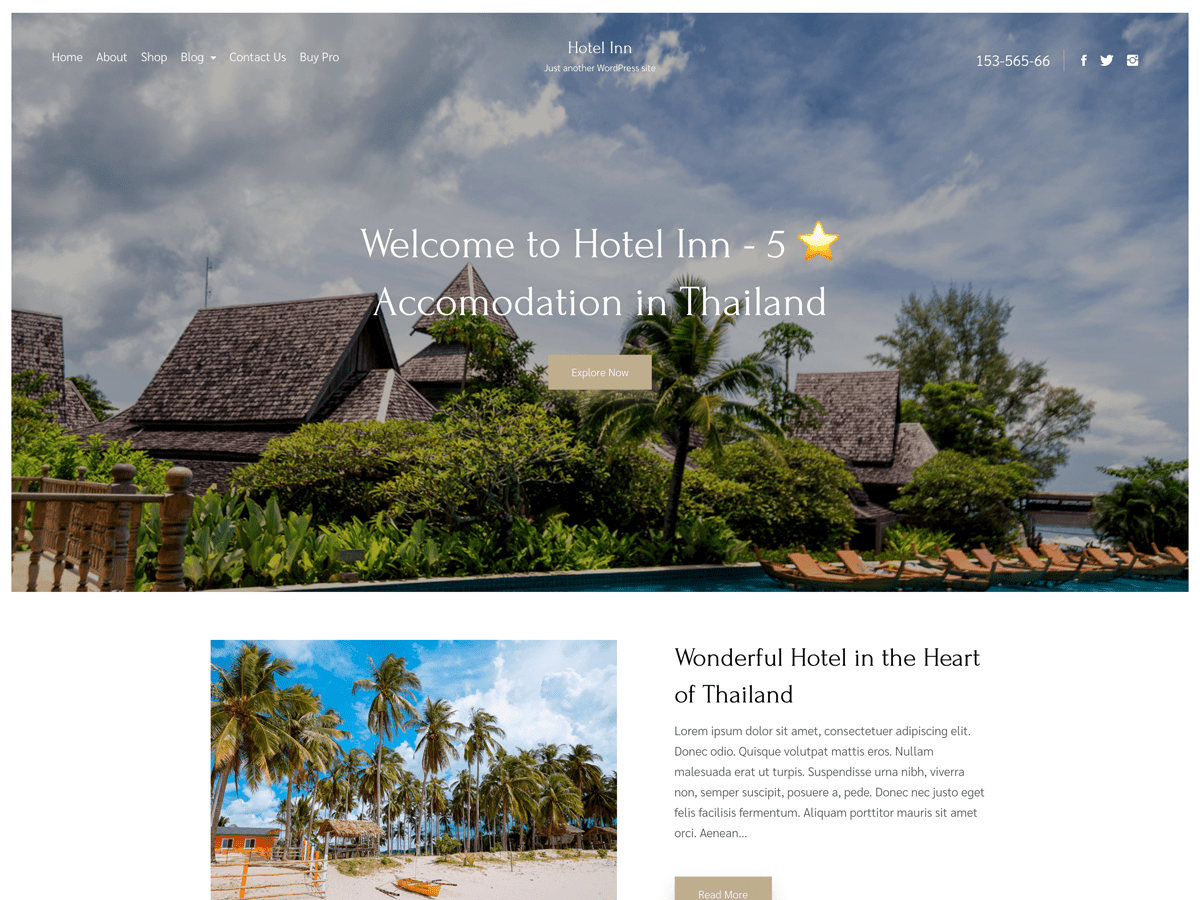 Home About Shop Blog Contact Us Buy Pro
Hotel Inn
Just another WordPress site
153-565-66
Welcome to Hotel Inn - 5 ⭐
Accomodation in Thailand
Explore Now
Wonderful Hotel in the Heart
of Thailand
Lorem ipsum dolor sit amet, consectetuer adipiscing elit.
Donec odio. Quisque volutpat mattis eros. Nullam
malesuada erat ut turpis. Suspendisse urna nibh, viverra
non, semper suscipit, posuere a, pede. Donec nec justo eget
felis facilisis fermentum. Aliquam porttitor mauris sit amet
orci. Aenean...
Read More